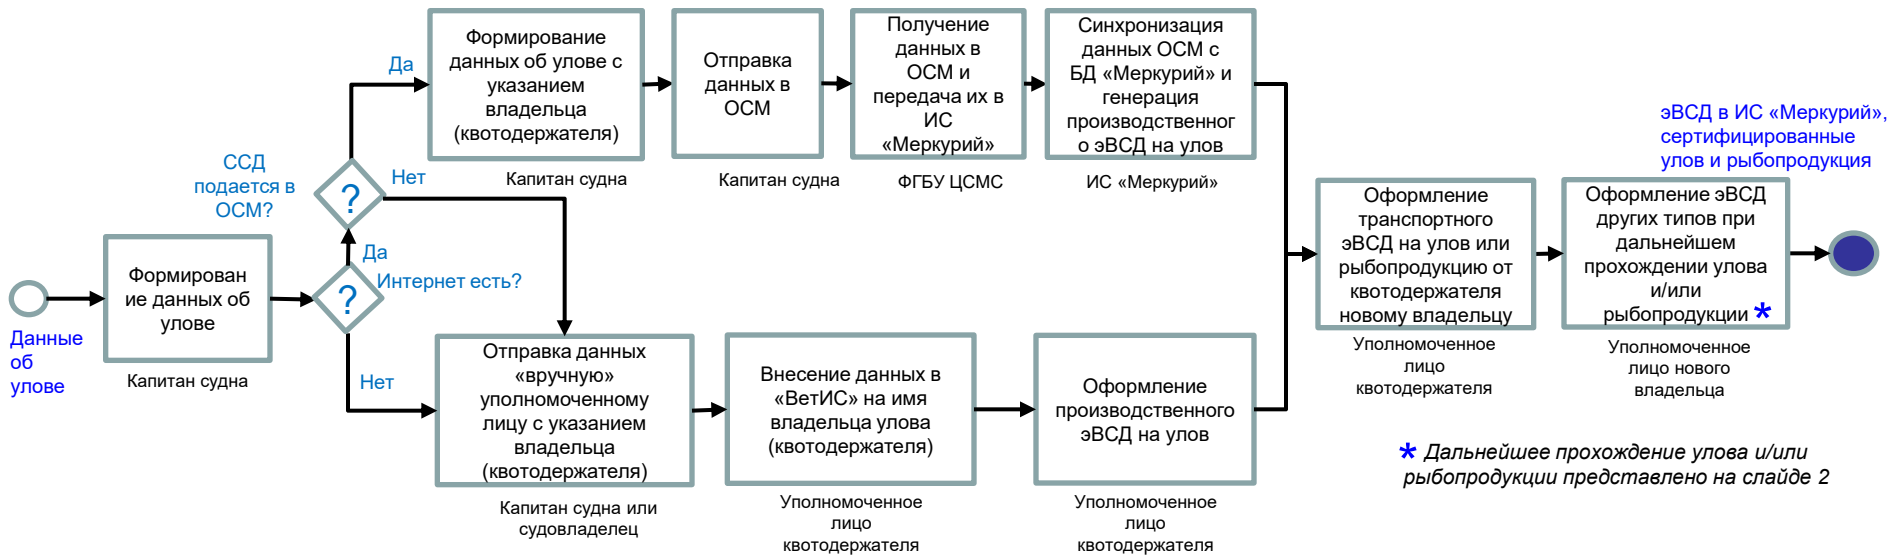 Данные
об
улове
Формирован
ие данных об
улове
Капитан судна
?
Интернет есть?
Да
Нет
ССД
подается в
ОСМ?
?
Да
Нет
Формирование
данных об улове с
указанием
владельца
(квотодержателя)
Капитан судна
Отправка
данных в
ОСМ
Капитан судна
Получение
данных в
ОСМ и
передача их в
ИС
«Меркурий»
ФГБУ ЦСМС
Синхронизация
данных ОСМ с
БД «Меркурий» и
генерация
производственног
о эВСД на улов
ИС «Меркурий»
Отправка данных
«вручную»
уполномоченному
лицу с указанием
владельца
(квотодержателя)
Капитан судна или
судовладелец
Внесение данных в
«ВетИС» на имя
владельца улова
(квотодержателя)
Уполномоченное
лицо
квотодержателя
Оформление
производственного
эВСД на улов
Уполномоченное
лицо
квотодержателя
Оформление
транспортного
эВСД на улов или
рыбопродукцию от
квотодержателя
новому владельцу
Уполномоченное
лицо
квотодержателя
Оформление эВСД
других типов при
дальнейшем
прохождении улова
и/или
рыбопродукции *
Уполномоченное
лицо нового
владельца
эВСД в ИС «Меркурий»,
сертифицированные
улов и рыбопродукция
* Дальнейшее прохождение улова и/или
рыбопродукции представлено на слайде 2